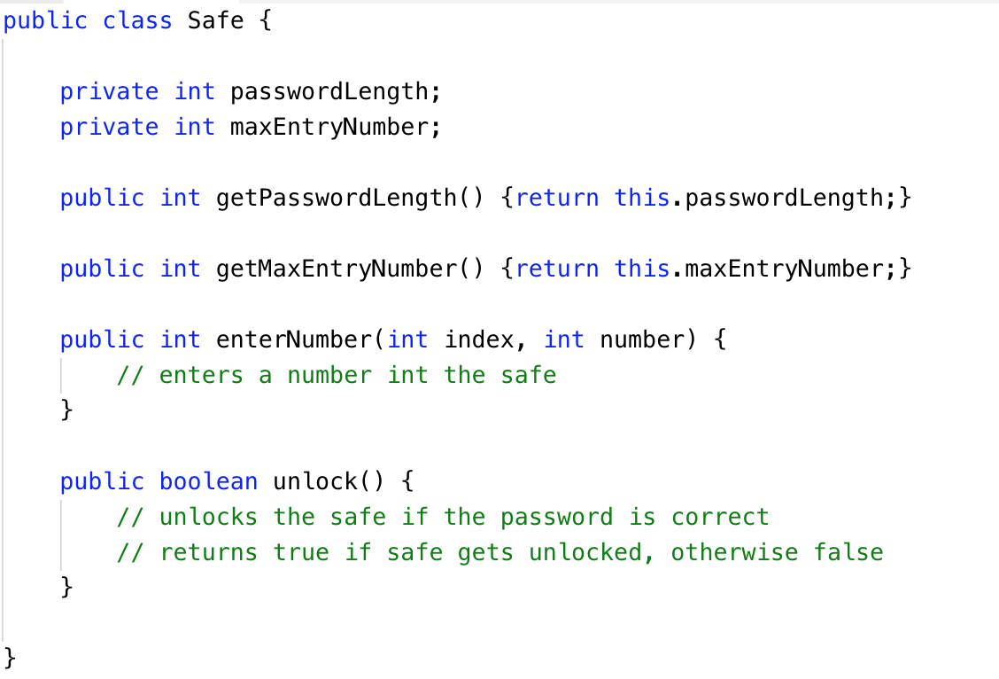 public class Safe {
private int passwordLength;
private int maxEntryNumber;
public int getPasswordLength() {return this.passwordLength;}
public int getMaxEntryNumber() {return this.maxEntryNumber;}
public int enterNumber(int index, int number) {
// enters a number int the safe
}
public boolean unlock() {
// unlocks the safe if the password is correct
// returns true if safe gets unlocked, otherwise false
}
}